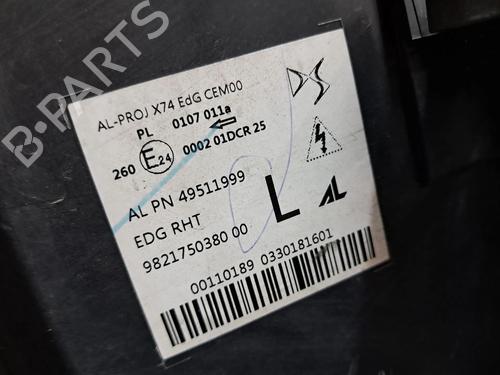 B-PARTS
AL-PROJ X74 EdG CEM00
PL 0107 011a
260 E24 0002 01DCR 25
AL PN 49511999
EDG RHT
9821750380 00
L AL
00110189 0330181601